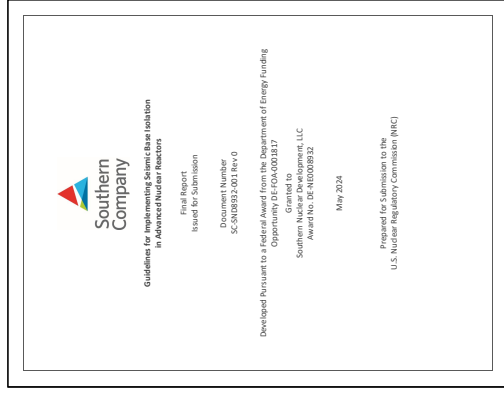 Southern
Company
Guidelines for Implementing Seismic Base Isolation
in Advanced Nuclear Reactors
Final Report
Issued for Submission
Document Number
SC-SND8932-001 Rev 0
Developed Pursuant to a Federal Award from the Department of Energy Funding
Opportunity DE-FOA-0001817
Granted to
Southern Nuclear Development, LLC
Award No. DE-NE0008932
May 2024
Prepared for Submission to the
U.S. Nuclear Regulatory Commission (NRC)